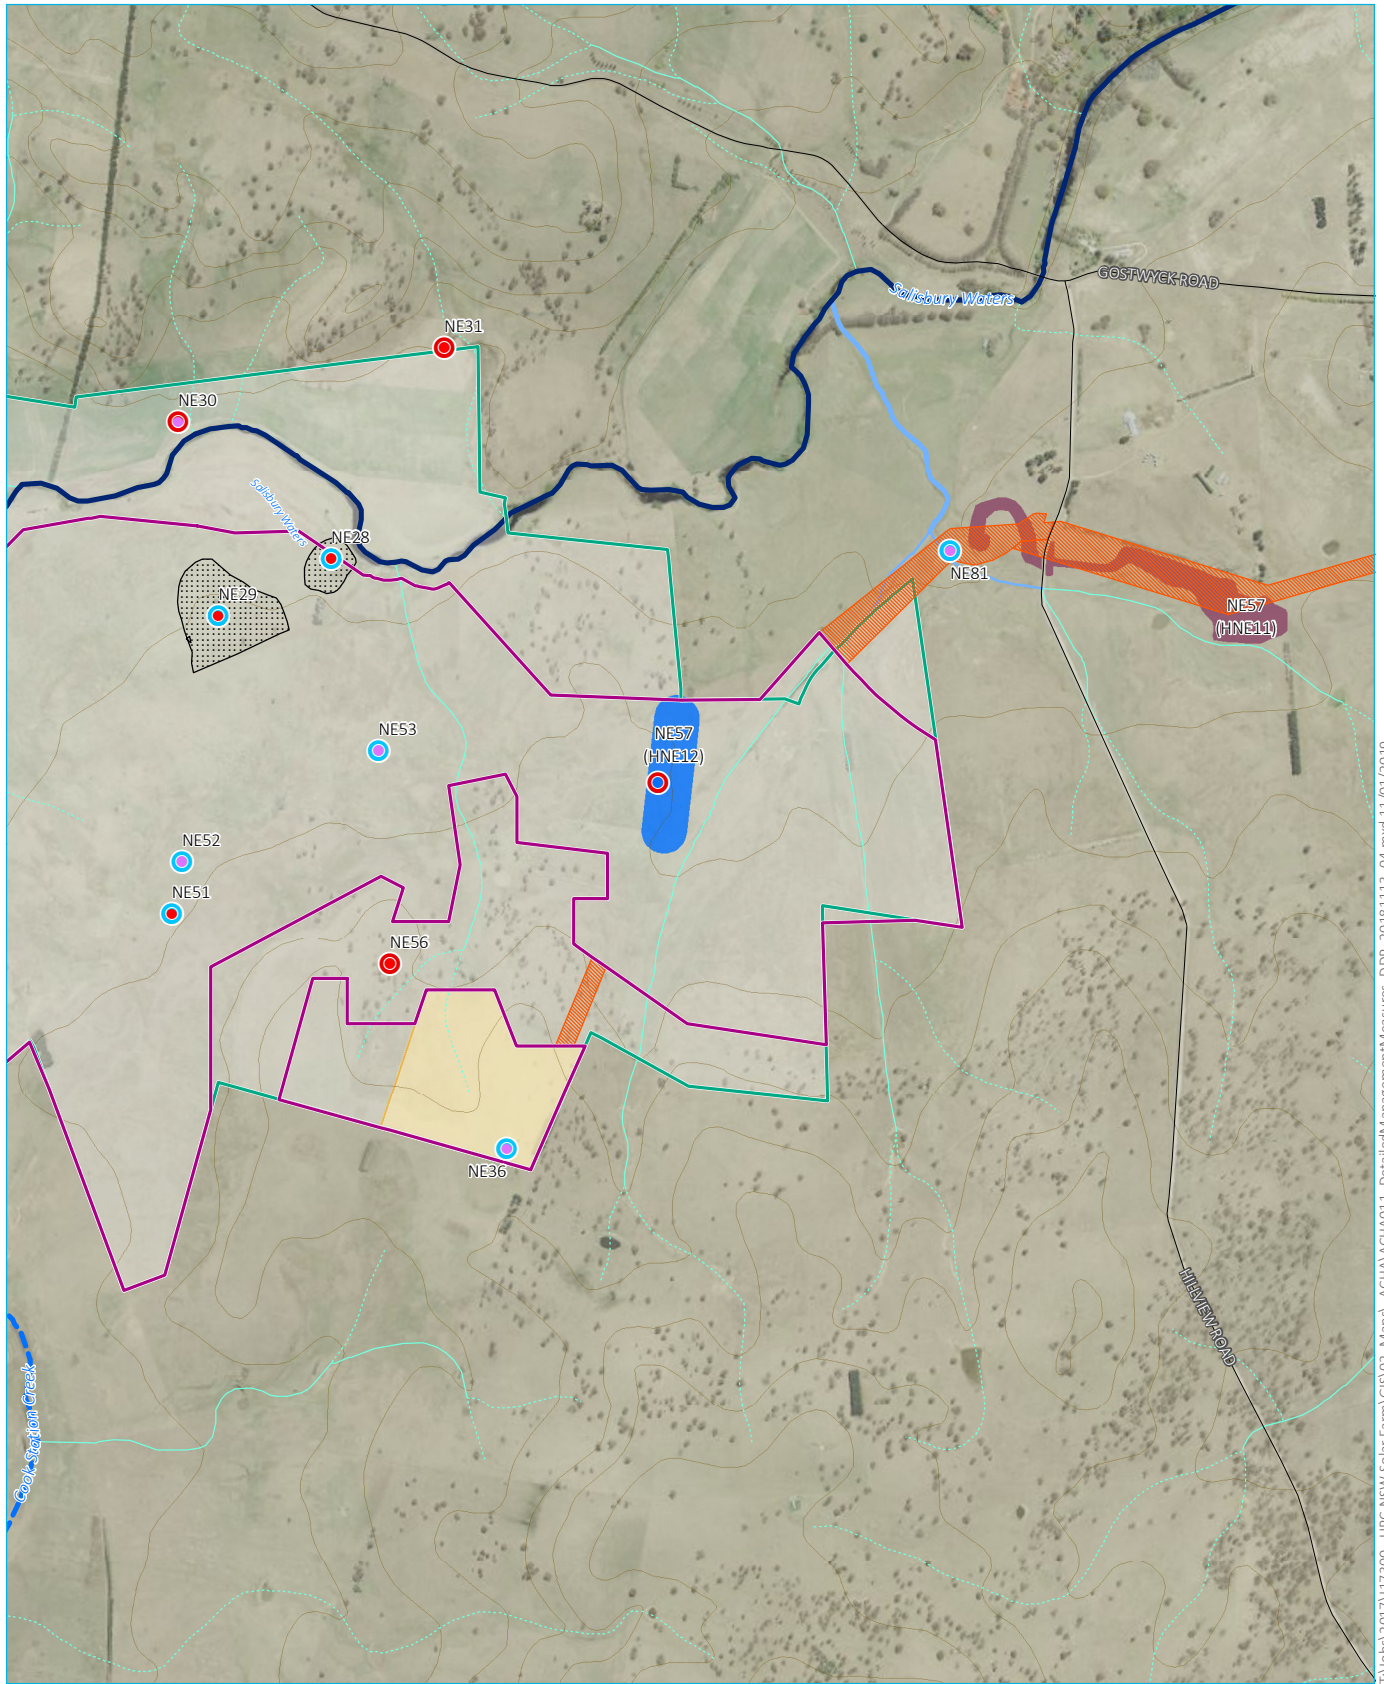 GOSTWYCK ROAD
Salisbury Waters
NE31
NE30
Salisbury Waters
NE28
NE81
NE29
NE57
(HNE11)
NE53
NE57
(HNE12)
NE52
NE51
NE56
NE36
HILLVIEW ROAD
Cook Station Creek